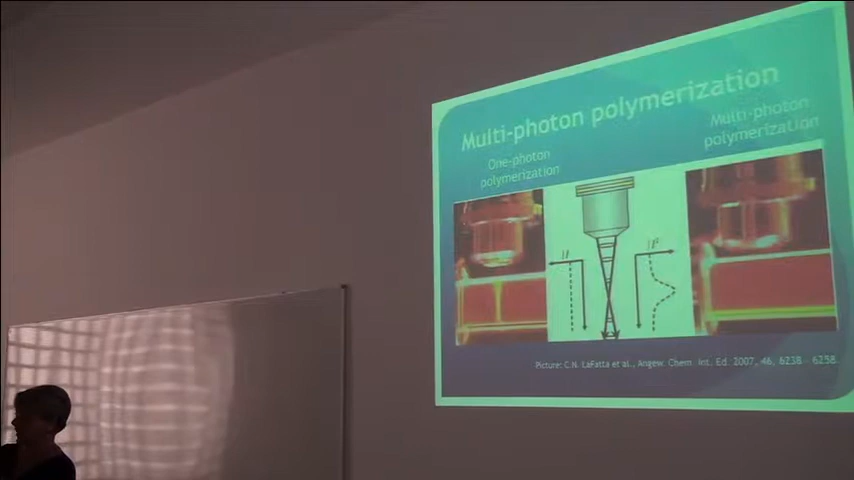 Multi-photon polymerization
One-photon
polymerization
Multi-photon
polymerization
Picture: C.N. LaFatta et al., Angew. Chem. Int. Ed. 2007, 46, 6238 - 6258